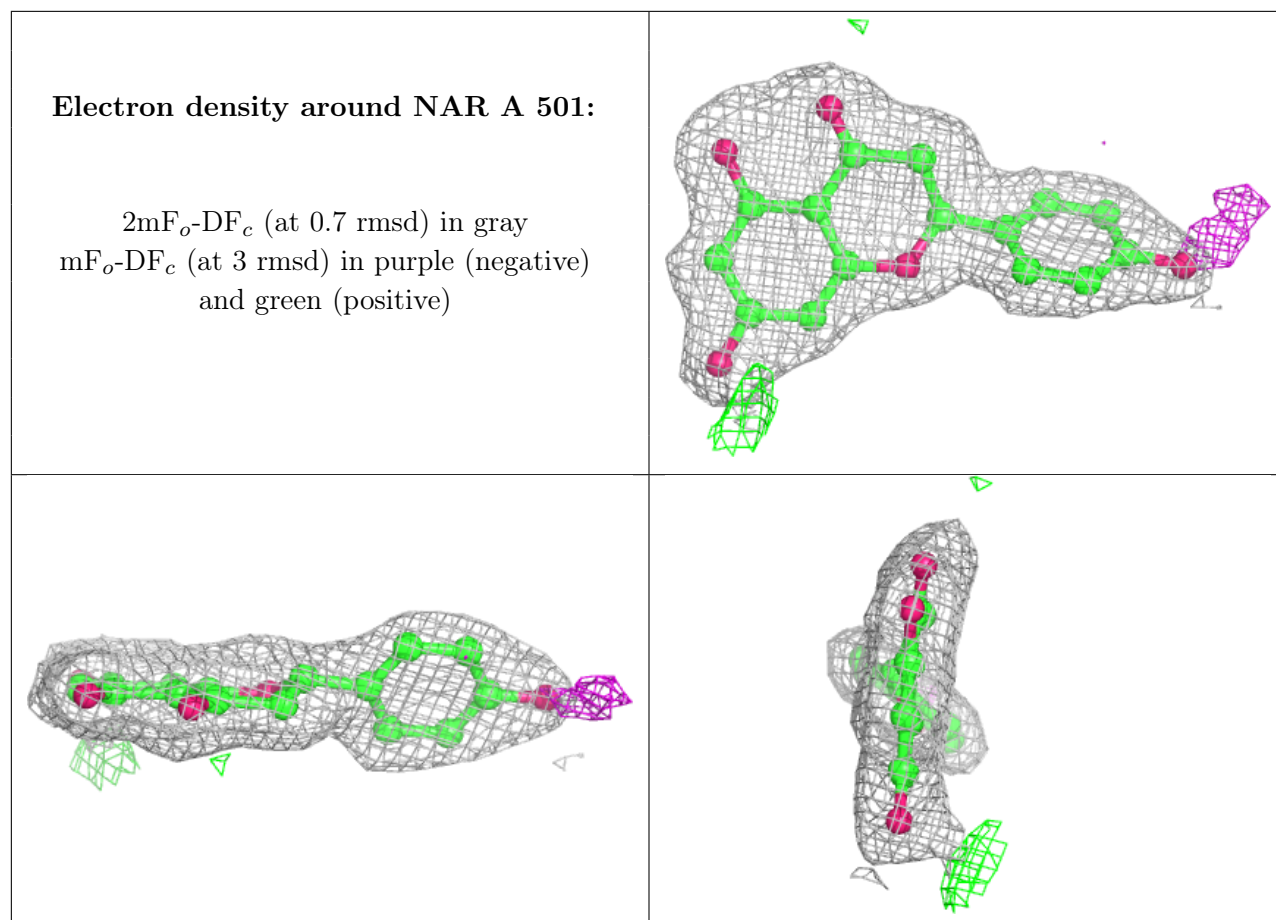 Electron density around NAR A 501:
2mFₒ-DF𝒸 (at 0.7 rmsd) in gray
mFₒ-DF𝒸 (at 3 rmsd) in purple (negative)
and green (positive)